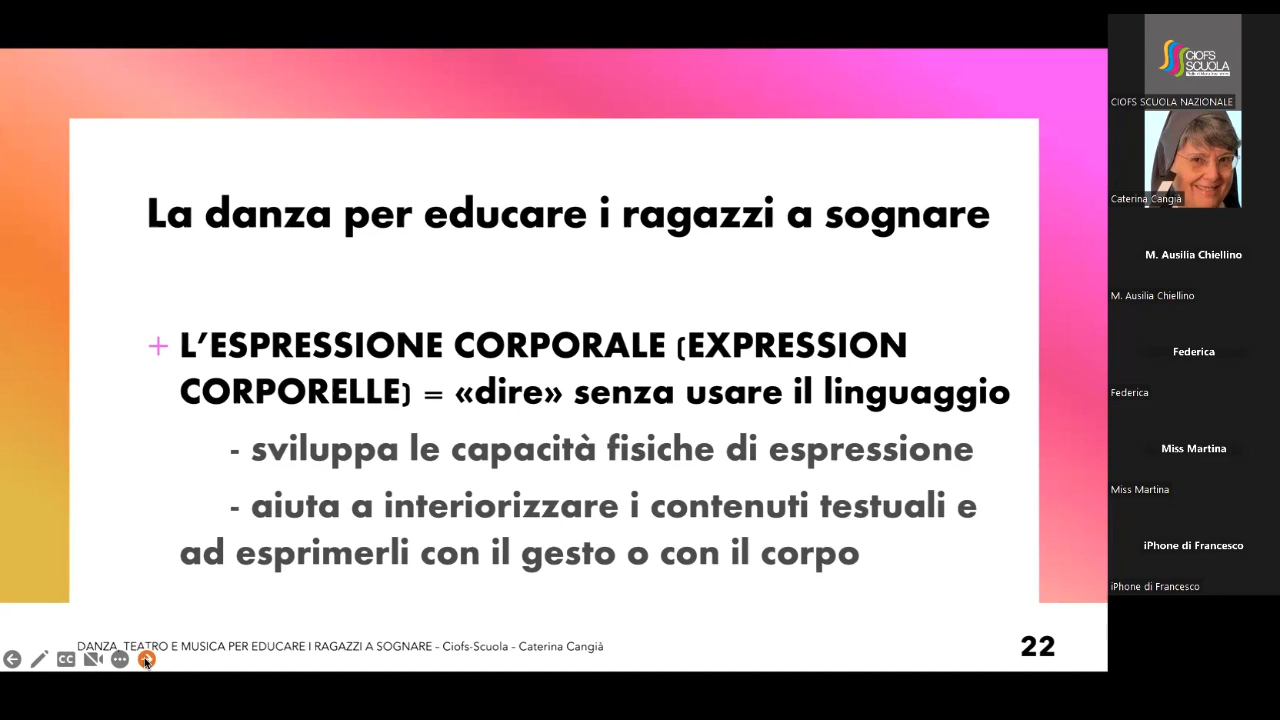 La danza per educare i ragazzi a sognare
+ L’ESPRESSIONE CORPORALE (EXPRESSION
CORPORELLE) = «dire» senza usare il linguaggio
- sviluppa le capacità fisiche di espressione
- aiuta a interiorizzare i contenuti testuali e
ad esprimerli con il gesto o con il corpo
DANZA, TEATRO E MUSICA PER EDUCARE I RAGAZZI A SOGNARE – Ciofs-Scuola – Caterina Cangià
22
CC
CIOFS
SCUOLA
CIOFS SCUOLA NAZIONALE
Caterina Cangià
M. Ausilia Chiellino
M. Ausilia Chiellino
Federica
Federica
Miss Martina
Miss Martina
iPhone di Francesco
iPhone di Francesco